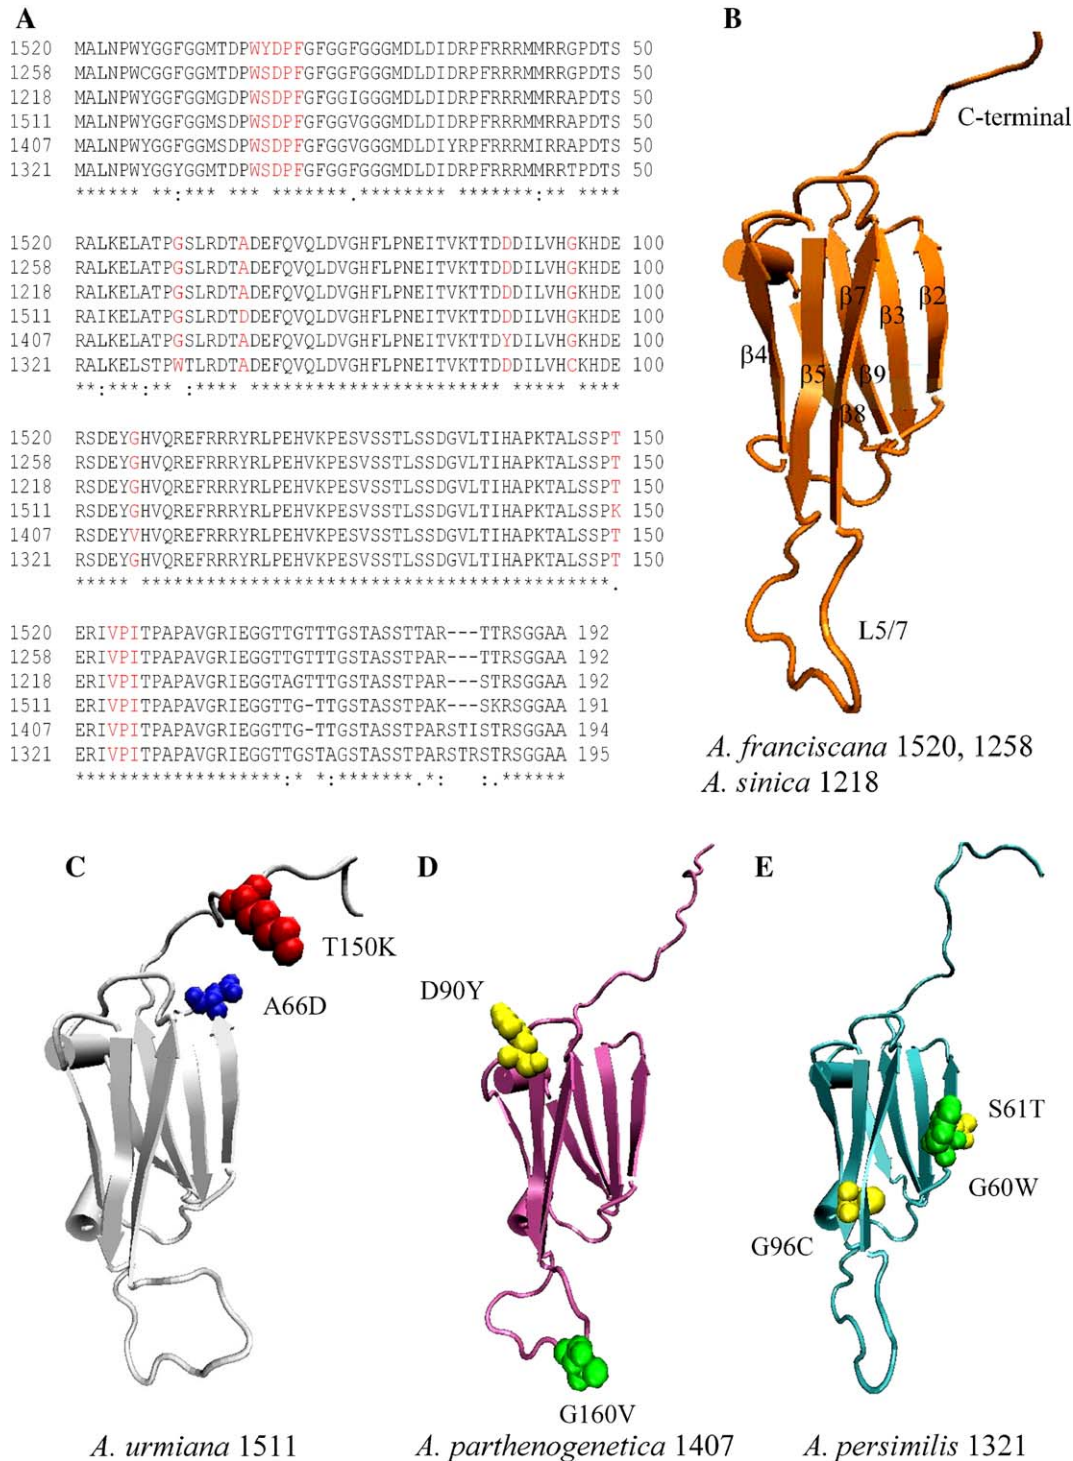 A
1520 MALNPWYGGFGGMTDPWYDPFGFGGFGGGMDLDIDRPFRRRMMRRGPDTS 50
1258 MALNPWCGGFGGMTDPWSDPFGFGGFGGGMDLDIDRPFRRRMMRRGPDTS 50
1218 MALNPWYGGFGGMGDPWSDPFGFGGIGGGMDLDIDRPFRRRMMRRAPDTS 50
1511 MALNPWYGGFGGMSDPWSDPFGFGGVGGGMDLDIDRPFRRRMMRRAPDTS 50
1407 MALNPWYGGFGGMSDPWSDPFGFGGVGGGMDLDIYRPFRRRMIRRAPDTS 50
1321 MALNPWYGGYGGMTDPWSDPFGFGGFGGGMDLDIDRPFRRRMMRRTPDTS 50
****** **:*** *** *******.******** *******:** ****
1520 RALKELATPGSLRDTADEFQVQLDVGHFLPNEITVKTTDDDILVHGKHDE 100
1258 RALKELATPGSLRDTADEFQVQLDVGHFLPNEITVKTTDDDILVHGKHDE 100
1218 RALKELATPGSLRDTADEFQVQLDVGHFLPNEITVKTTDDDILVHGKHDE 100
1511 RAIKELATPGSLRDTDDEFQVQLDVGHFLPNEITVKTTDDDILVHGKHDE 100
1407 RALKELATPGSLRDTADEFQVQLDVGHFLPNEITVKTTDYDILVHGKHDE 100
1321 RALKELSTPWTLRDTADEFQVQLDVGHFLPNEITVKTTDDDILVHCKHDE 100
**:***:** :**** *********************** ***** ****
1520 RSDEYGHVQREFRRRYRLPEHVKPESVSSTLSSDGVLTIHAPKTALSSPT 150
1258 RSDEYGHVQREFRRRYRLPEHVKPESVSSTLSSDGVLTIHAPKTALSSPT 150
1218 RSDEYGHVQREFRRRYRLPEHVKPESVSSTLSSDGVLTIHAPKTALSSPT 150
1511 RSDEYGHVQREFRRRYRLPEHVKPESVSSTLSSDGVLTIHAPKTALSSPK 150
1407 RSDEYVHVQREFRRRYRLPEHVKPESVSSTLSSDGVLTIHAPKTALSSPT 150
1321 RSDEYGHVQREFRRRYRLPEHVKPESVSSTLSSDGVLTIHAPKTALSSPT 150
***** *******************************************.
1520 ERIVPITPAPAVGRIEGGTTGTTTGSTASSTTAR---TTRSGGAA 192
1258 ERIVPITPAPAVGRIEGGTTGTTTGSTASSTPAR---TTRSGGAA 192
1218 ERIVPITPAPAVGRIEGGTAGTTTGSTASSTPAR---STRSGGAA 192
1511 ERIVPITPAPAVGRIEGGTTG-TTGSTASSTPAK---SKRSGGAA 191
1407 ERIVPITPAPAVGRIEGGTTG-TTGSTASSTPARSTISTRSGGAA 194
1321 ERIVPITPAPAVGRIEGGTTGSTAGSTASSTPARSTRSTRSGGAA 195
*******************:* *:*******.*: :.******
B
C-terminal
β7
β2
β3
β4
β5
β9
β8
L5/7
A. franciscana 1520, 1258
A. sinica 1218
C
T150K
A66D
A. urmiana 1511
D
D90Y
G160V
A. parthenogenetica 1407
E
S61T
G60W
G96C
A. persimilis 1321